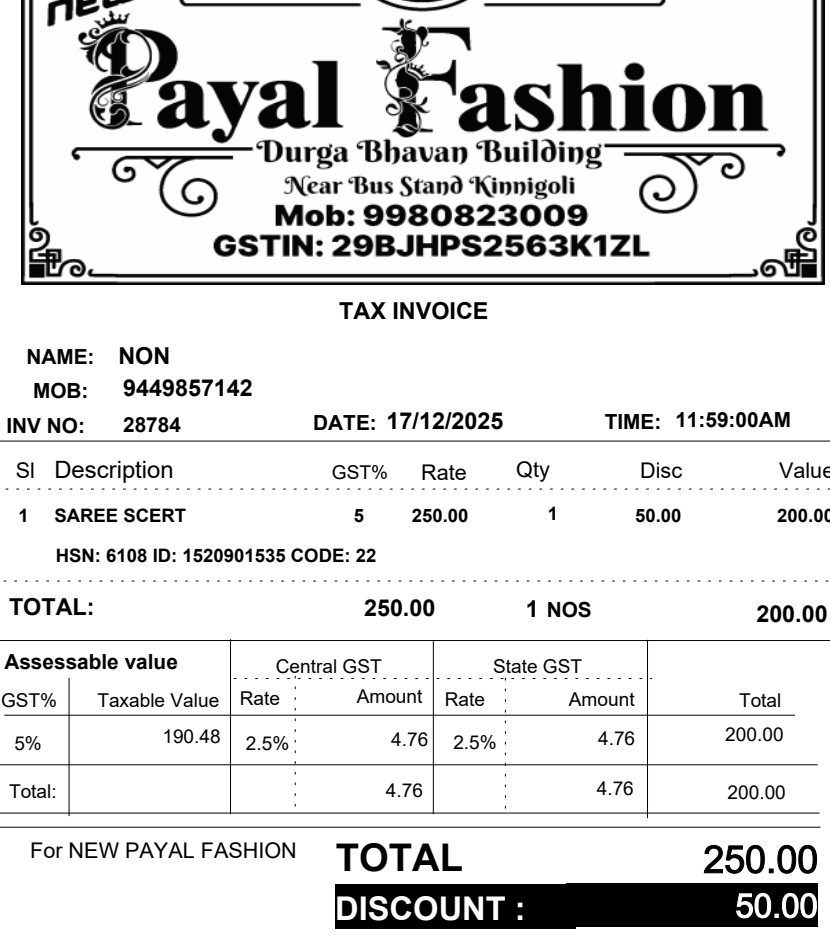 new
Payal Fashion
Durga Bhavan Building
Near Bus Stand Kinnigoli
Mob: 9980823009
GSTIN: 29BJHPS2563K1ZL
TAX INVOICE
NAME: NON
MOB: 9449857142
INV NO: 28784 DATE: 17/12/2025 TIME: 11:59:00AM
Sl Description GST% Rate Qty Disc Value
1 SAREE SCERT 5 250.00 1 50.00 200.00
HSN: 6108 ID: 1520901535 CODE: 22
TOTAL: 250.00 1 NOS 200.00
Assessable value Central GST State GST
GST% Taxable Value Rate Amount Rate Amount Total
5% 190.48 2.5% 4.76 2.5% 4.76 200.00
Total: 4.76 4.76 200.00
For NEW PAYAL FASHION TOTAL 250.00
DISCOUNT : 50.00